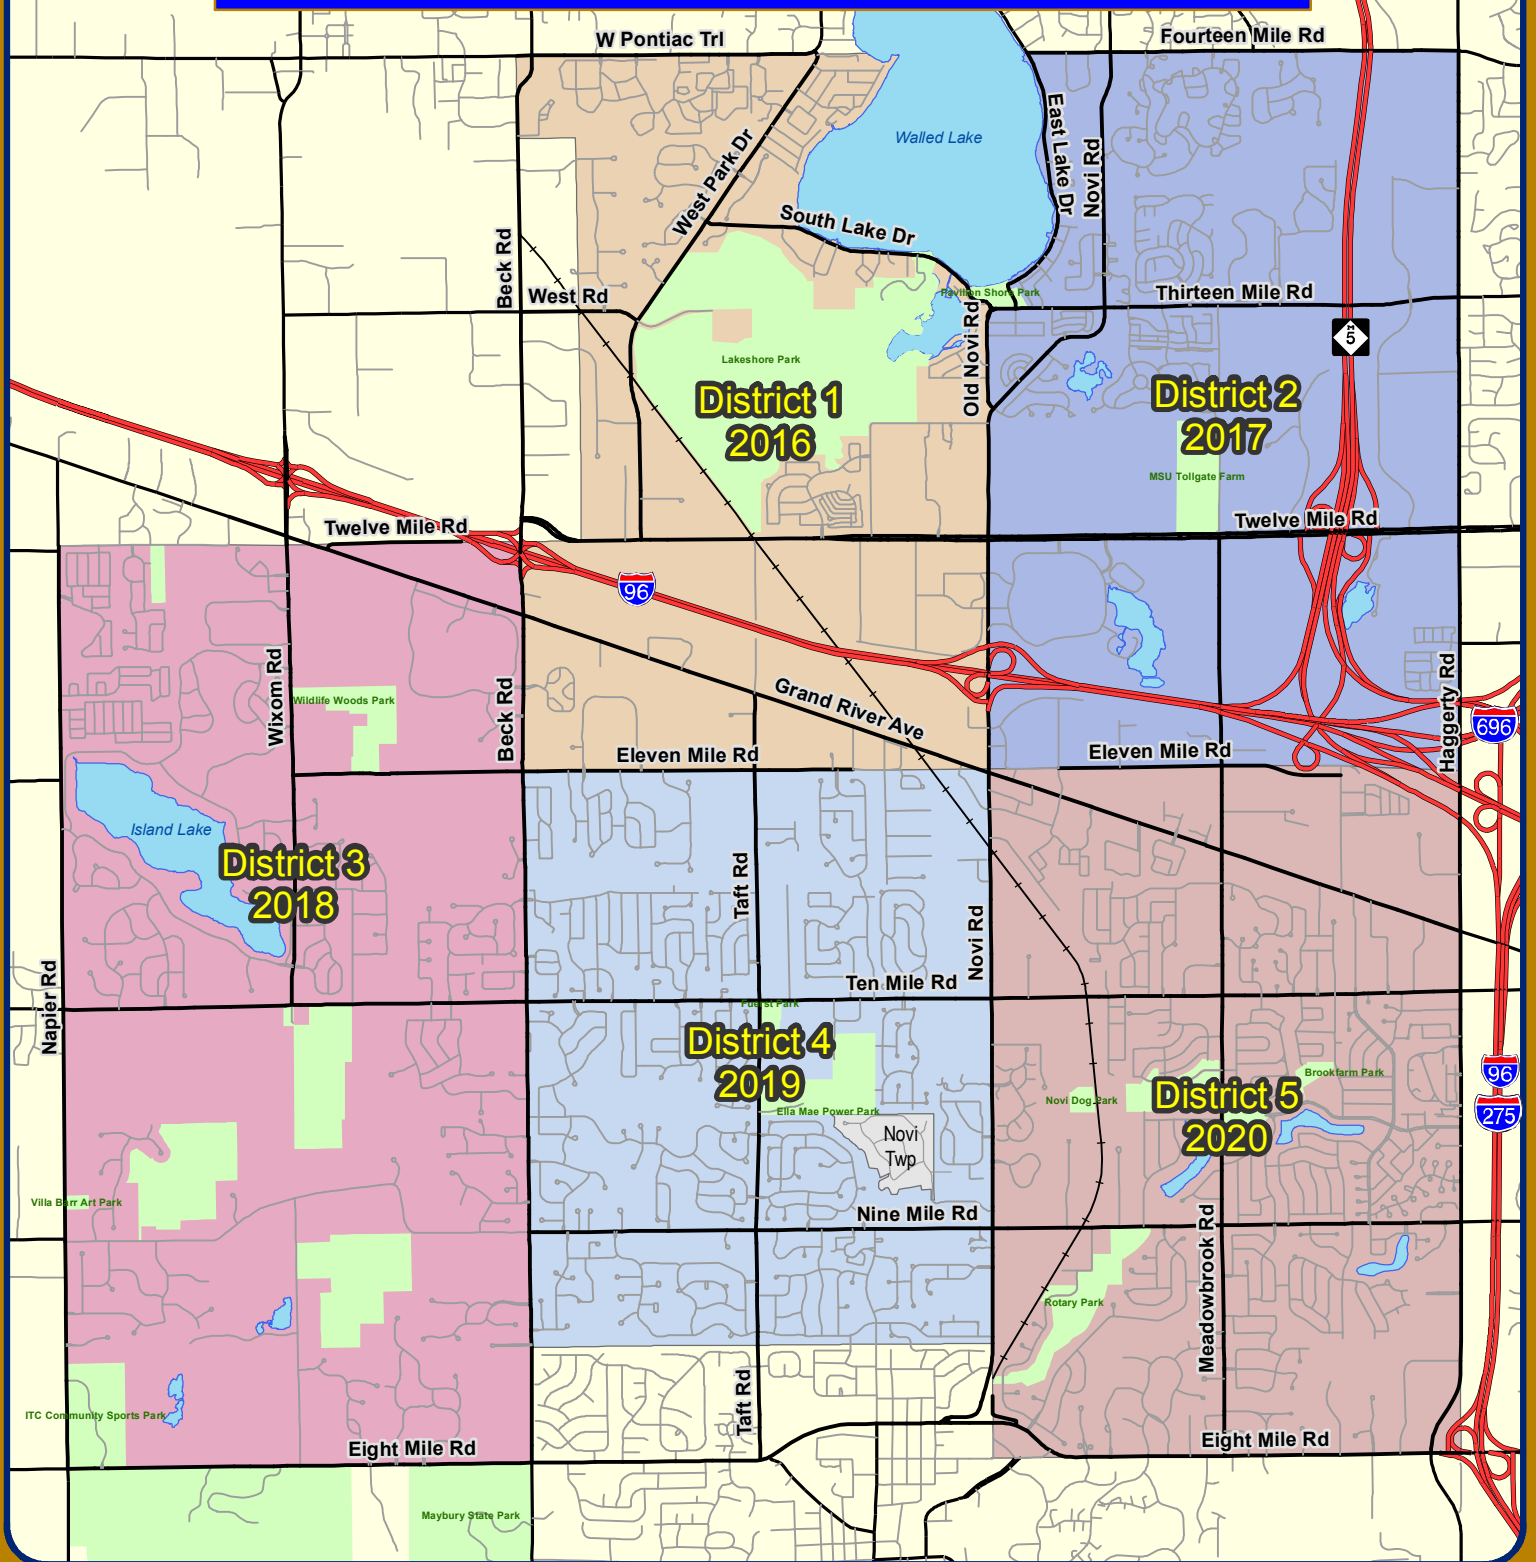 W Pontiac Trl
Fourteen Mile Rd
Walled Lake
East Lake Dr
Novi Rd
West Park Dr
South Lake Dr
Beck Rd
West Rd
Pavilion Shore Park
Thirteen Mile Rd
Old Novi Rd
M
5
Lakeshore Park
District 1
2016
District 2
2017
MSU Tollgate Farm
Twelve Mile Rd
Twelve Mile Rd
96
Wixom Rd
Wildlife Woods Park
Beck Rd
Grand River Ave
Haggerty Rd
696
Eleven Mile Rd
Eleven Mile Rd
Island Lake
District 3
2018
Taft Rd
Novi Rd
Napier Rd
Ten Mile Rd
Fuerst Park
District 4
2019
Ella Mae Power Park
Novi
Twp
Novi Dog Park
Brookfarm Park
District 5
2020
96
275
Villa Barr Art Park
Nine Mile Rd
Meadowbrook Rd
Rotary Park
Taft Rd
ITC Community Sports Park
Eight Mile Rd
Eight Mile Rd
Maybury State Park